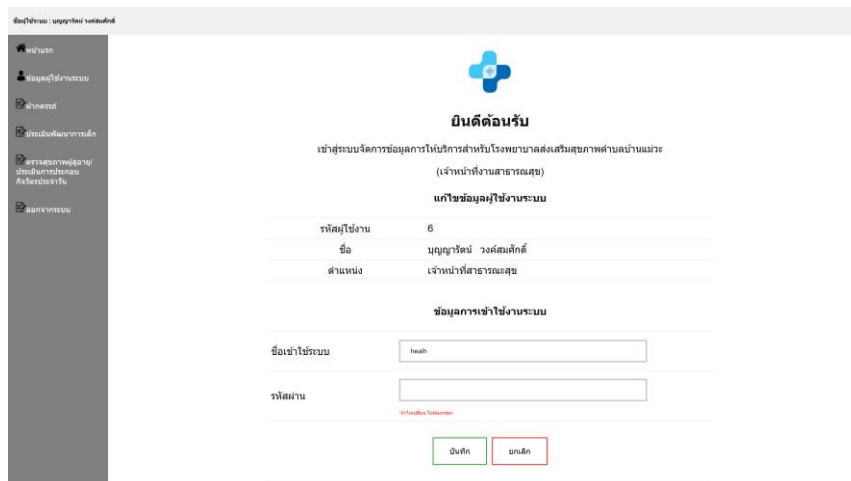 ชื่อผู้ใช้ระบบ : บุญญารัตน์ วงค์สมศักดิ์
หน้าแรก
ข้อมูลผู้ใช้งานระบบ
ฝากครรภ์
ประเมินพัฒนาการเด็ก
ตรวจสุขภาพผู้สูอายุ/
ประเมินการประกอบ
กิจวัตรประจำวัน
ออกจากระบบ
ยินดีต้อนรับ
เข้าสู่ระบบจัดการข้อมูลการให้บริการสำหรับโรงพยาบาลส่งเสริมสุขภาพตำบลบ้านแม่วะ
(เจ้าหน้าที่งานสาธารณสุข)
แก้ไขข้อมูลผู้ใช้งานระบบ
รหัสผู้ใช้งาน 6
ชื่อ บุญญารัตน์ วงค์สมศักดิ์
ตำแหน่ง เจ้าหน้าที่สาธารณะสุข
ข้อมูลการเข้าใช้งานระบบ
ชื่อเข้าใช้ระบบ healh
รหัสผ่าน
บันทึก ยกเลิก